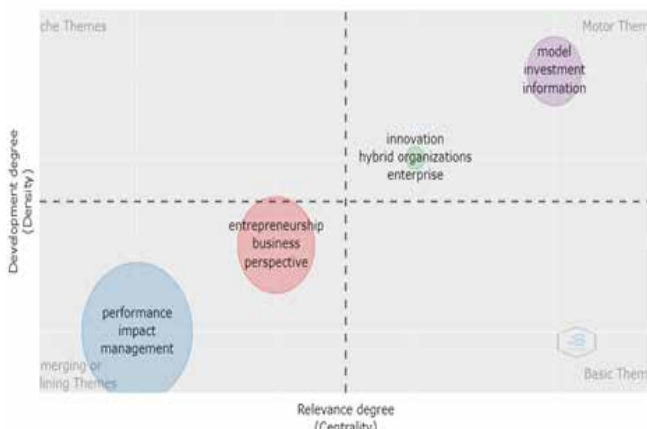 che Themes
Motor Them
model
investment
information
innovation
hybrid organizations
enterprise
entrepreneurship
business
perspective
performance
impact
management
merging or
lining Themes
Basic Them
Development degree
(Density)
Relevance degree
(Centrality)